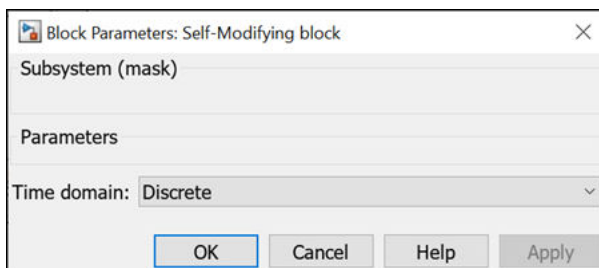 Block Parameters: Self-Modifying block
Subsystem (mask)
Parameters
Time domain: Discrete
OK Cancel Help Apply